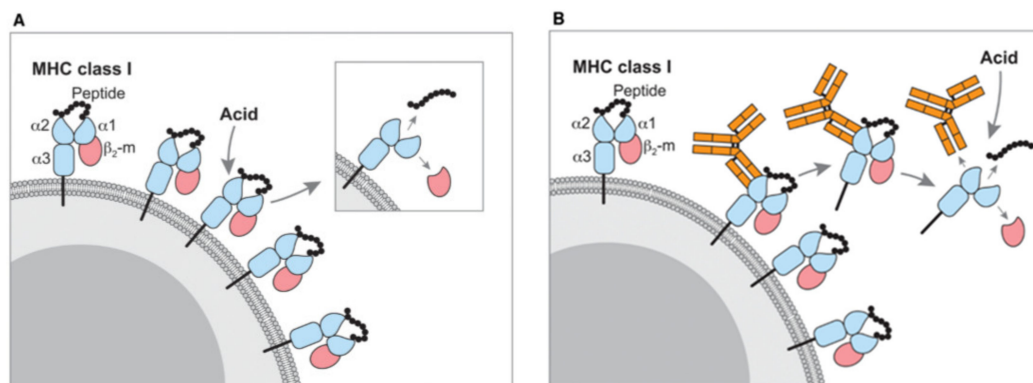 A
MHC class I
Peptide
α2
α1
α3
β₂-m
Acid
B
MHC class I
Peptide
α2
α1
α3
β₂-m
Acid